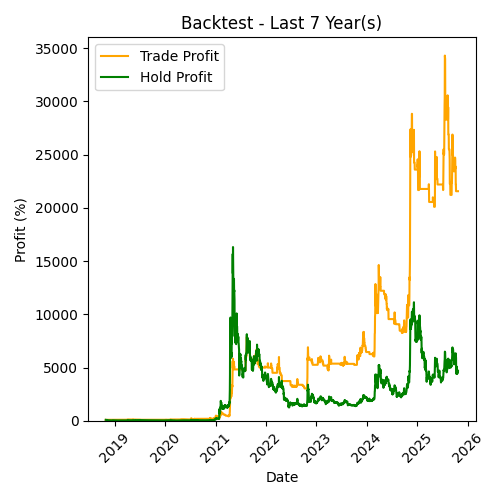 Backtest - Last 7 Year(s)
Trade Profit
Hold Profit
Profit (%)
35000
30000
25000
20000
15000
10000
5000
0
2019 2020 2021 2022 2023 2024 2025 2026
Date